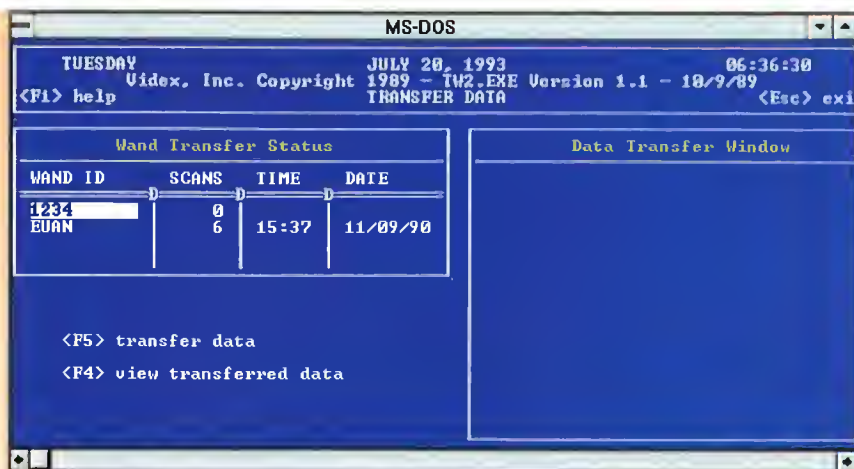 MS-DOS
TUESDAY JULY 20, 1993 06:36:30
Videx, Inc. Copyright 1989 - TW2.EXE Version 1.1 - 10/9/89
<F1> help TRANSFER DATA <Esc> exi
Wand Transfer Status
WAND ID SCANS TIME DATE
1234 0
EUAN 6 15:37 11/09/90
<F5> transfer data
<F4> view transferred data
Data Transfer Window